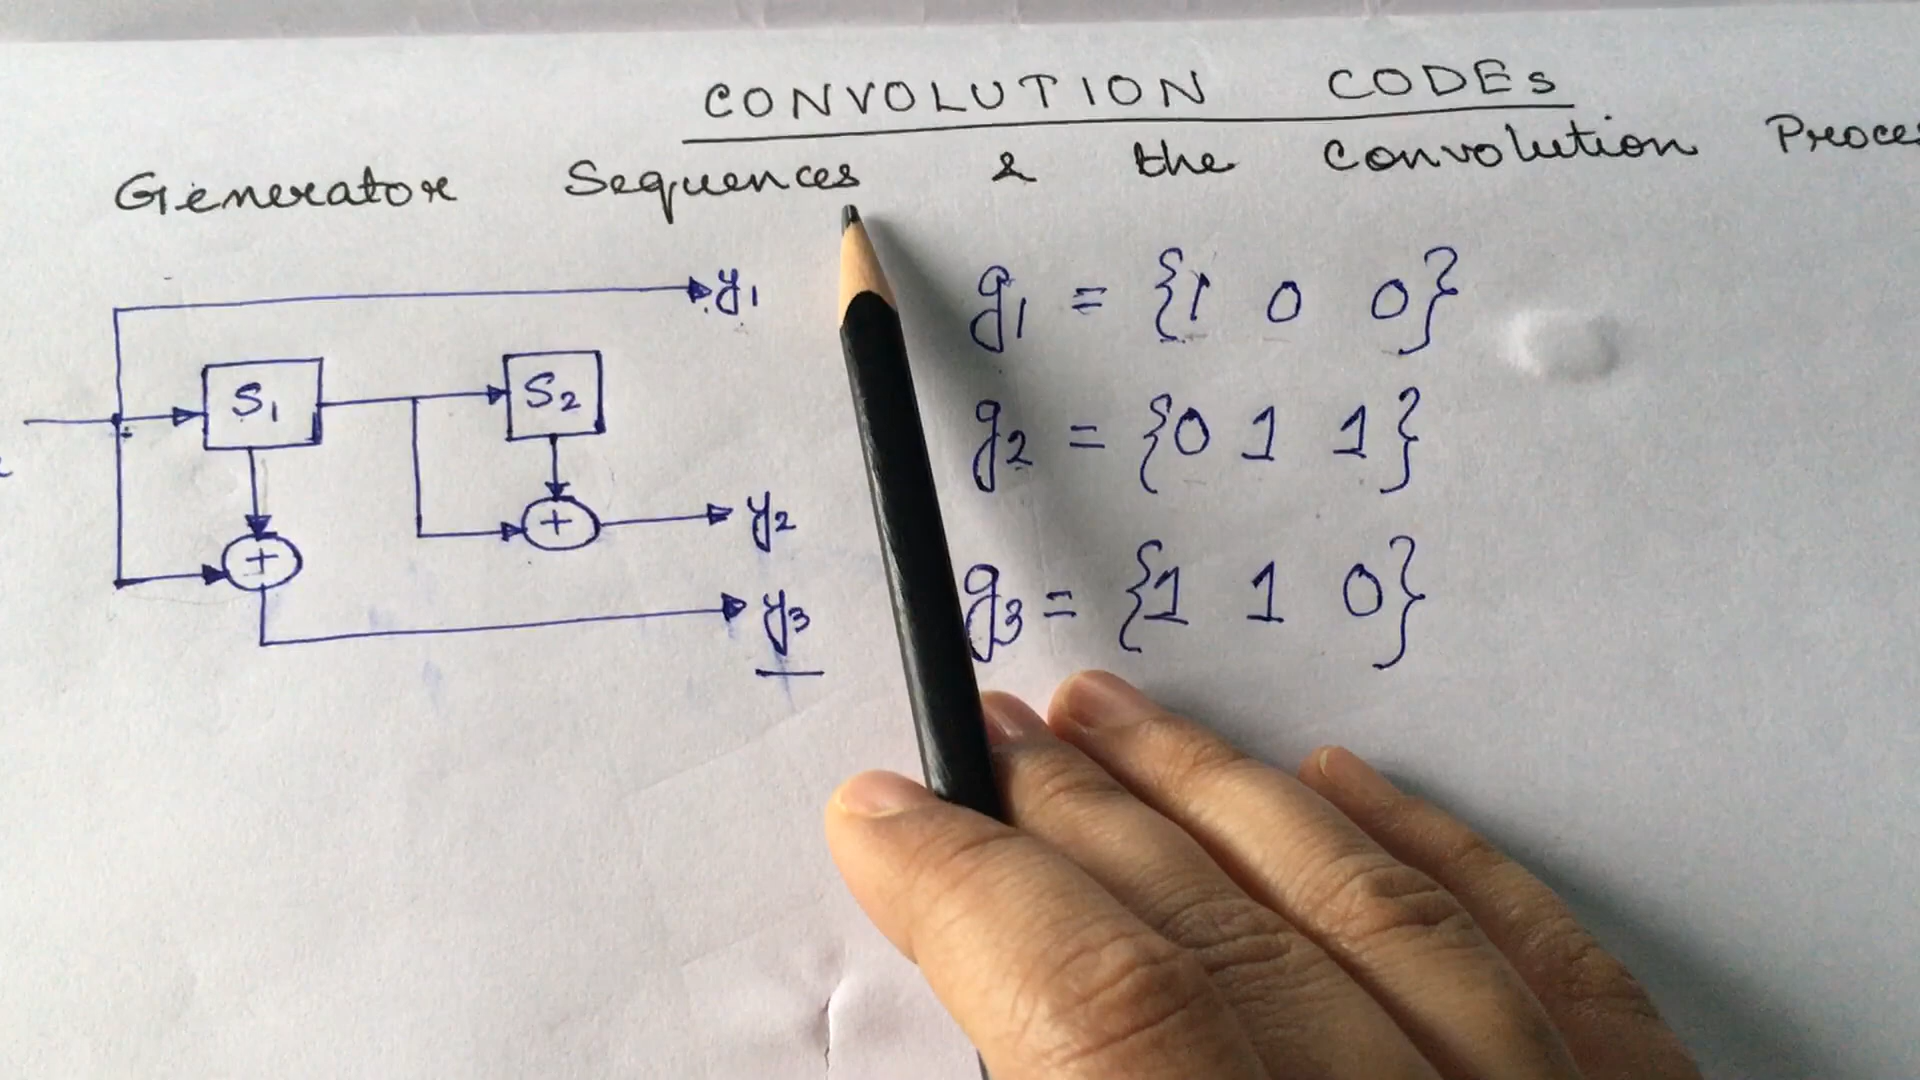 CONVOLUTION CODEs
Generator Sequences & the Convolution Proces
y1
g1 = {1 0 0}
S1
S2
g2 = {0 1 1}
+
y2
+
g3 = {1 1 0}
y3